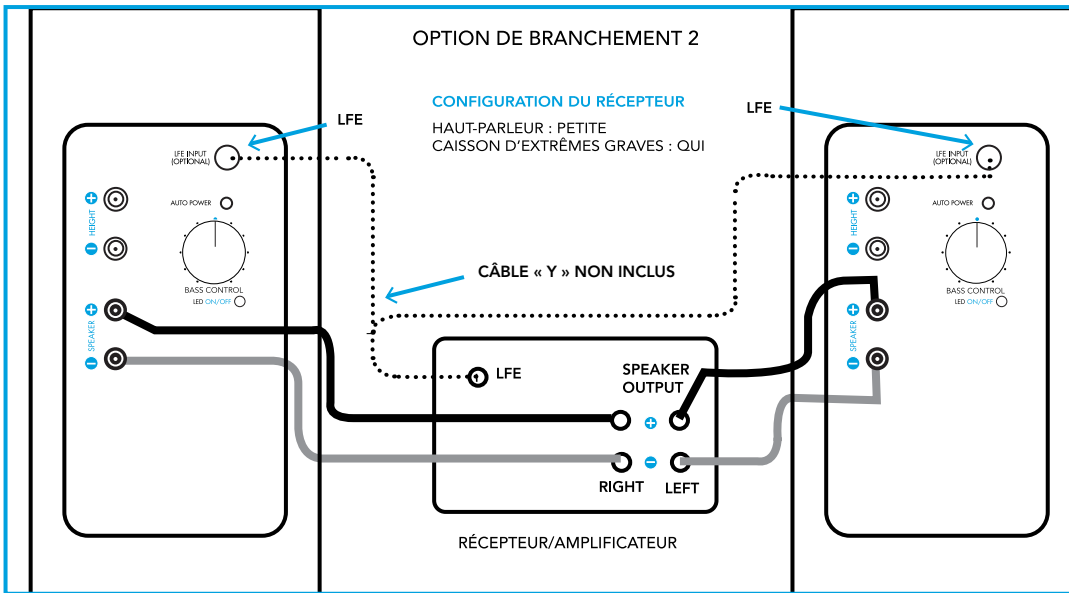 OPTION DE BRANCHEMENT 2
CONFIGURATION DU RÉCEPTEUR
HAUT-PARLEUR : PETITE
CAISSON D'EXTRÊMES GRAVES : QUI
LFE
LFE
LFE INPUT
(OPTIONAL)
AUTO POWER
+
HEIGHT
–
BASS CONTROL
LED ON/OFF
+
SPEAKER
–
LFE INPUT
(OPTIONAL)
AUTO POWER
+
HEIGHT
–
BASS CONTROL
LED ON/OFF
+
SPEAKER
–
CÂBLE « Y » NON INCLUS
LFE
SPEAKER
OUTPUT
+
–
RIGHT
LEFT
RÉCEPTEUR/AMPLIFICATEUR